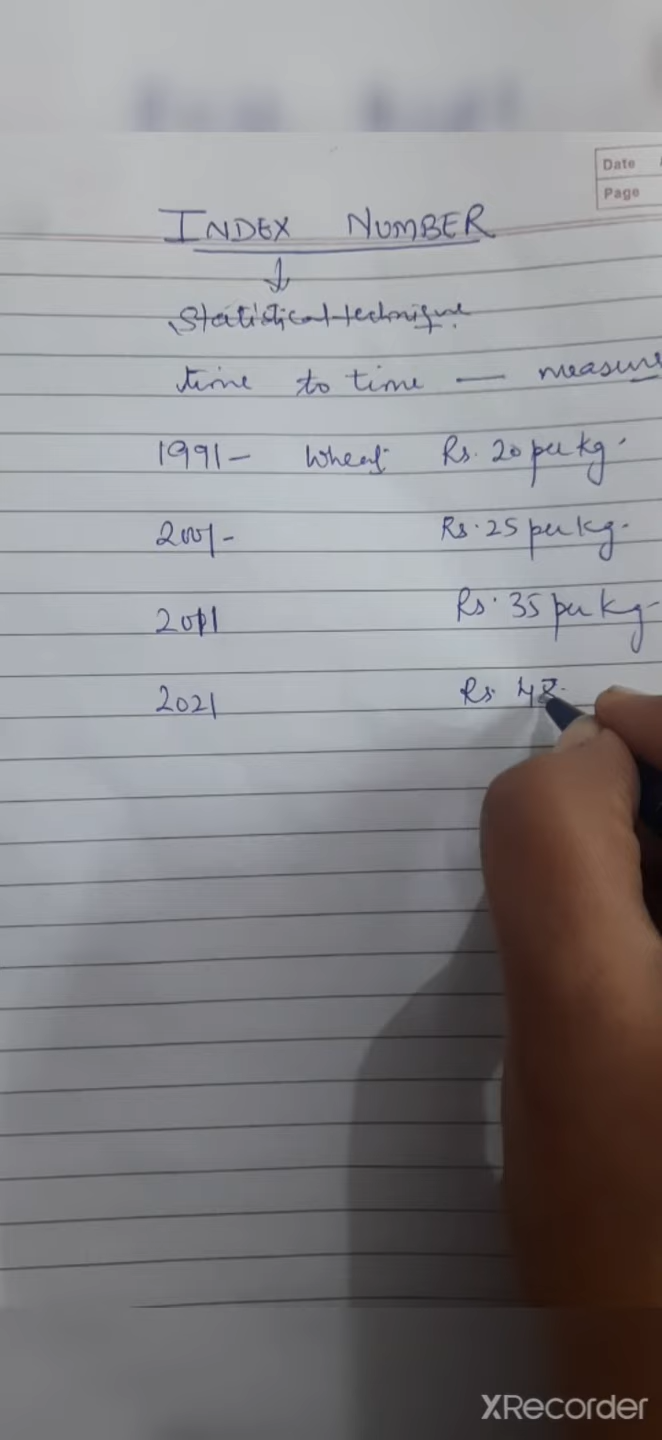 Date
Page
INDEX NUMBER
Statistical technique
time to time — measure
1991 - Wheat Rs. 20 per kg.
2001 - Rs. 25 per kg.
2011 Rs. 35 per kg.
2021 Rs. 48
XRecorder